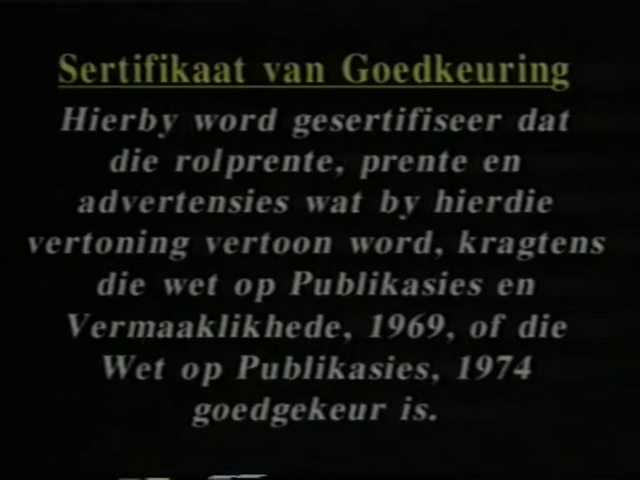 Sertifikaat van Goedkeuring
Hierby word gesertifiseer dat
die rolprente, prente en
advertensies wat by hierdie
vertoning vertoon word, kragtens
die wet op Publikasies en
Vermaaklikhede, 1969, of die
Wet op Publikasies, 1974
goedgekeur is.